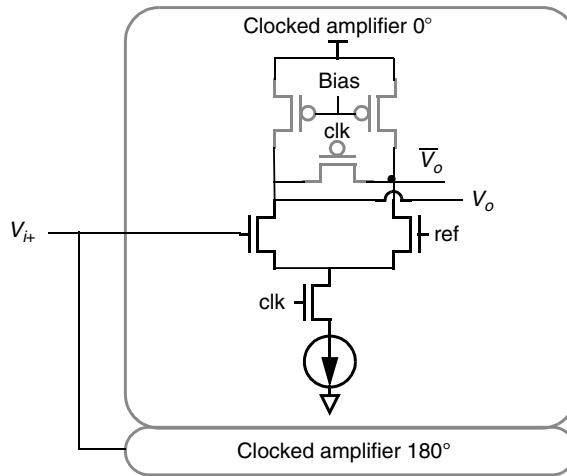 Clocked amplifier 0°
Bias
clk
V̅ₒ
Vₒ
Vᵢ₊
ref
clk
Clocked amplifier 180°